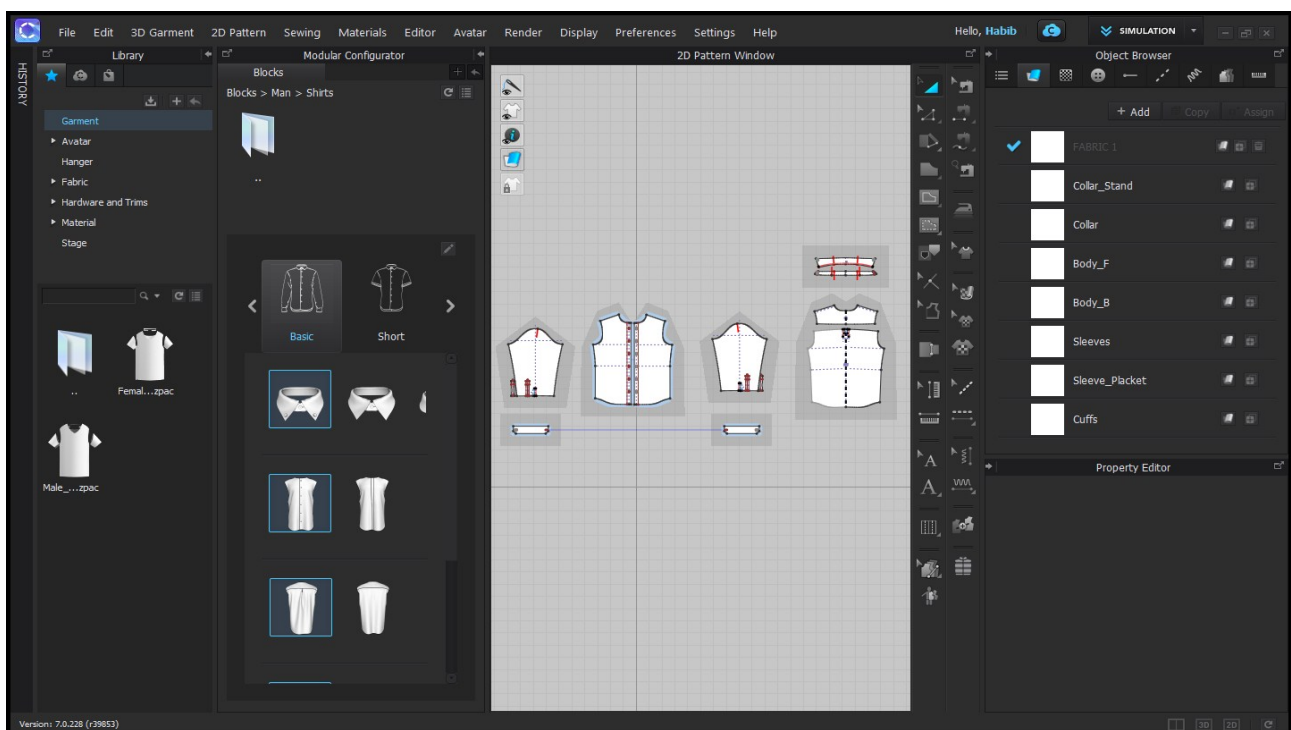 File Edit 3D Garment 2D Pattern Sewing Materials Editor Avatar Render Display Preferences Settings Help Hello, Habib SIMULATION
HISTORY
Library
Garment
Avatar
Hanger
Fabric
Hardware and Trims
Material
Stage
..
Femal...zpac
Male_...zpac
Modular Configurator
Blocks
Blocks > Man > Shirts
..
Basic Short
2D Pattern Window
Object Browser
+ Add Copy Assign
FABRIC 1
Collar_Stand
Collar
Body_F
Body_B
Sleeves
Sleeve_Placket
Cuffs
Property Editor
Version: 7.0.228 (r39853)
3D 2D